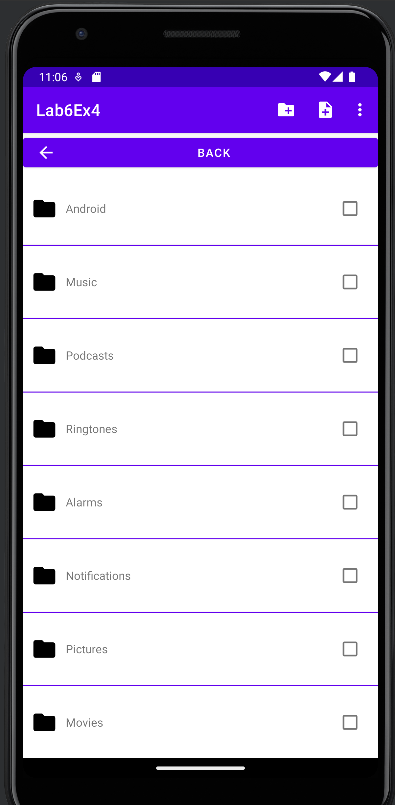 11:06
Lab6Ex4
BACK
Android
Music
Podcasts
Ringtones
Alarms
Notifications
Pictures
Movies